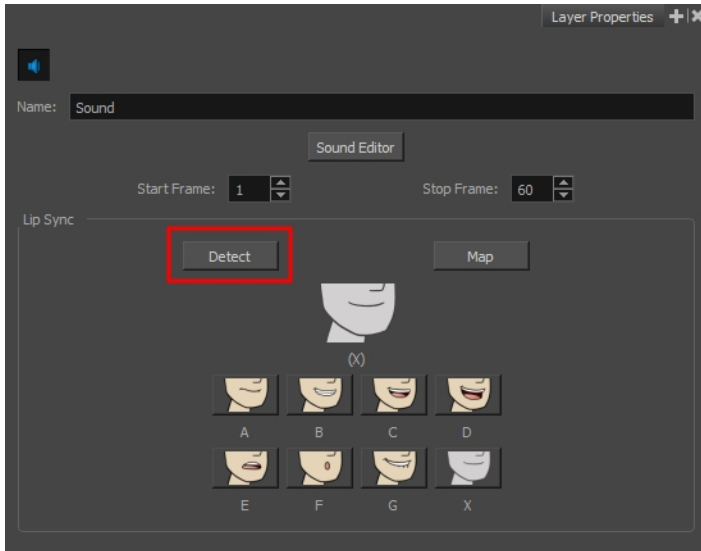 Layer Properties
Name: Sound
Sound Editor
Start Frame: 1 Stop Frame: 60
Lip Sync
Detect Map
(X)
A B C D
E F G X